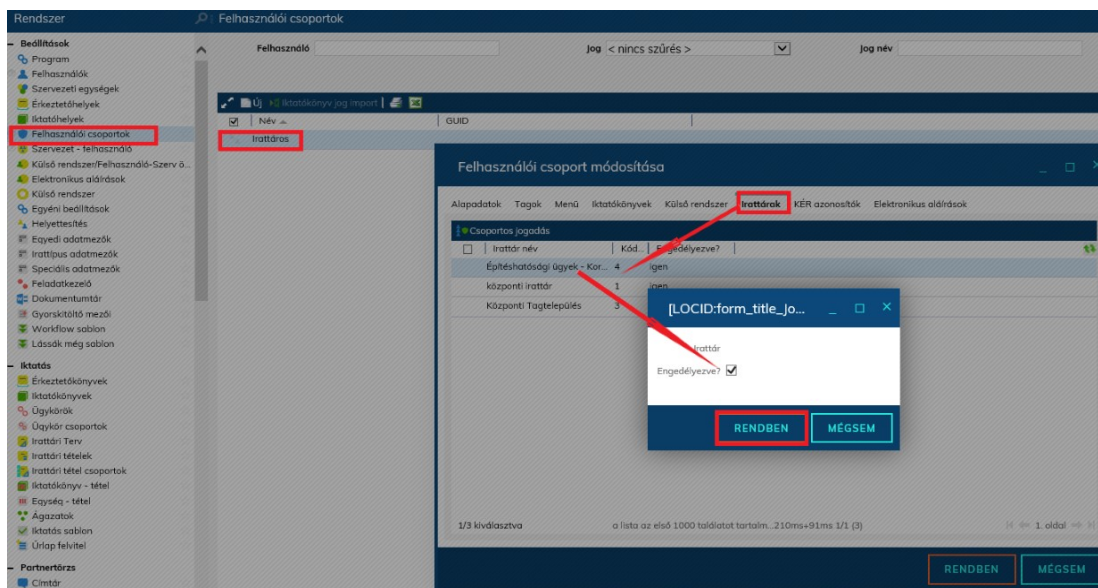 Rendszer
Felhasználói csoportok
Beállítások
Program
Felhasználók
Szervezeti egységek
Érkeztetőhelyek
Iktatóhelyek
Felhasználói csoportok
Szervezet - felhasználó
Külső rendszer/Felhasználó-Szerv ö...
Elektronikus aláírások
Külső rendszer
Egyéni beállítások
Helyettesítés
Egyedi adatmezők
Irattípus adatmezők
Speciális adatmezők
Feladatkezelő
Dokumentumtár
Gyorskitöltő mezői
Workflow sablon
Lássák még sablon
Iktatás
Érkeztetőkönyvek
Iktatókönyvek
Ügykörök
Ügykör csoportok
Irattári Terv
Irattári tételek
Irattári tétel csoportok
Iktatókönyv - tétel
Egység - tétel
Ágazatok
Iktatás sablon
Űrlap felvitel
Partnertörzs
Címtár
Felhasználó
Jog < nincs szűrés >
Jog név
Új Iktatókönyv jog import
Név GUID
Irattáros
Felhasználói csoport módosítása
Alapadatok Tagok Menü Iktatókönyvek Külső rendszer Irattárak KÉR azonosítók Elektronikus aláírások
Csoportos jogadás
Irattár név Kód... Engedélyezve?
Építéshatósági ügyek - Kor... 4 igen
központi irattár 1 igen
Központi Tagtelepülés 3
[LOCID:form_title_jo...
Irattár
Engedélyezve?
RENDBEN MÉGSEM
1/3 kiválasztva a lista az első 1000 találatot tartalm...210ms+91ms 1/1 (3) 1. oldal
RENDBEN MÉGSEM